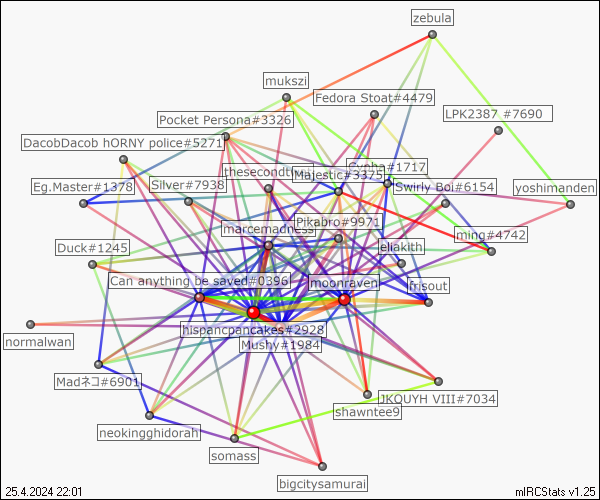 zebula
mukszi
Fedora Stoat#4479
LPK2387 #7690
Pocket Persona#3326
DacobDacob hORNY police#5271
Cynha#1717
Majestic#3375
Eg.Master#1378
Silver#7938
Swirly Boi#6154
yoshimanden
Pikabro#9971
marcemadness
ming#4742
Duck#1245
eliakith
Can anything be saved#0396
moonraven
frisout
hispancpancakes#2928
normalwan
Mushy#1984
Madネコ#6901
JKQUYH VIII#7034
shawntee9
neokingghidorah
somass
bigcitysamurai
25.4.2024 22:01
mIRCStats v1.25